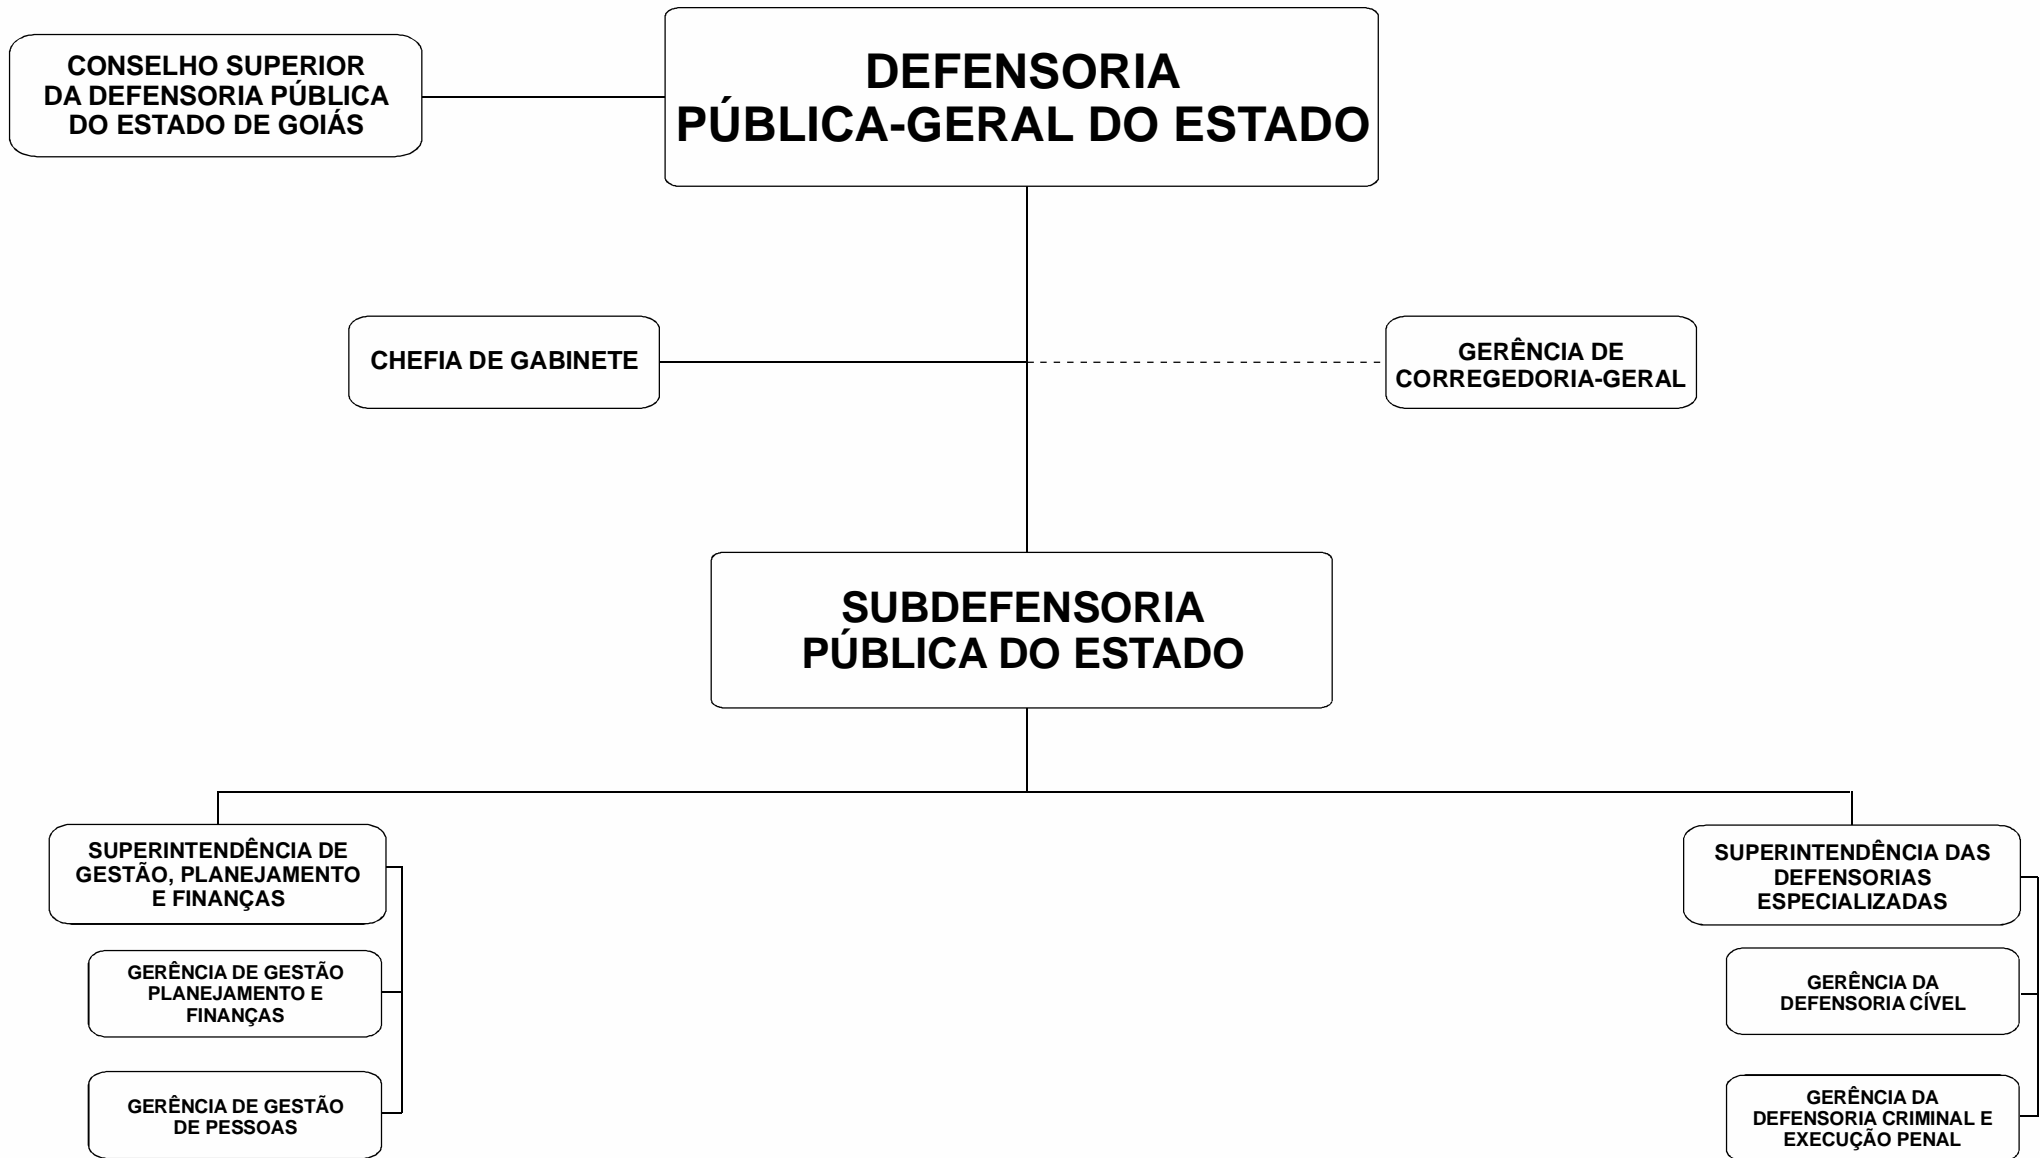 CONSELHO SUPERIOR
DA DEFENSORIA PÚBLICA
DO ESTADO DE GOIÁS
DEFENSORIA
PÚBLICA-GERAL DO ESTADO
CHEFIA DE GABINETE
GERÊNCIA DE
CORREGEDORIA-GERAL
SUBDEFENSORIA
PÚBLICA DO ESTADO
SUPERINTENDÊNCIA DE
GESTÃO, PLANEJAMENTO
E FINANÇAS
GERÊNCIA DE GESTÃO
PLANEJAMENTO E
FINANÇAS
GERÊNCIA DE GESTÃO
DE PESSOAS
SUPERINTENDÊNCIA DAS
DEFENSORIAS
ESPECIALIZADAS
GERÊNCIA DA
DEFENSORIA CÍVEL
GERÊNCIA DA
DEFENSORIA CRIMINAL E
EXECUÇÃO PENAL